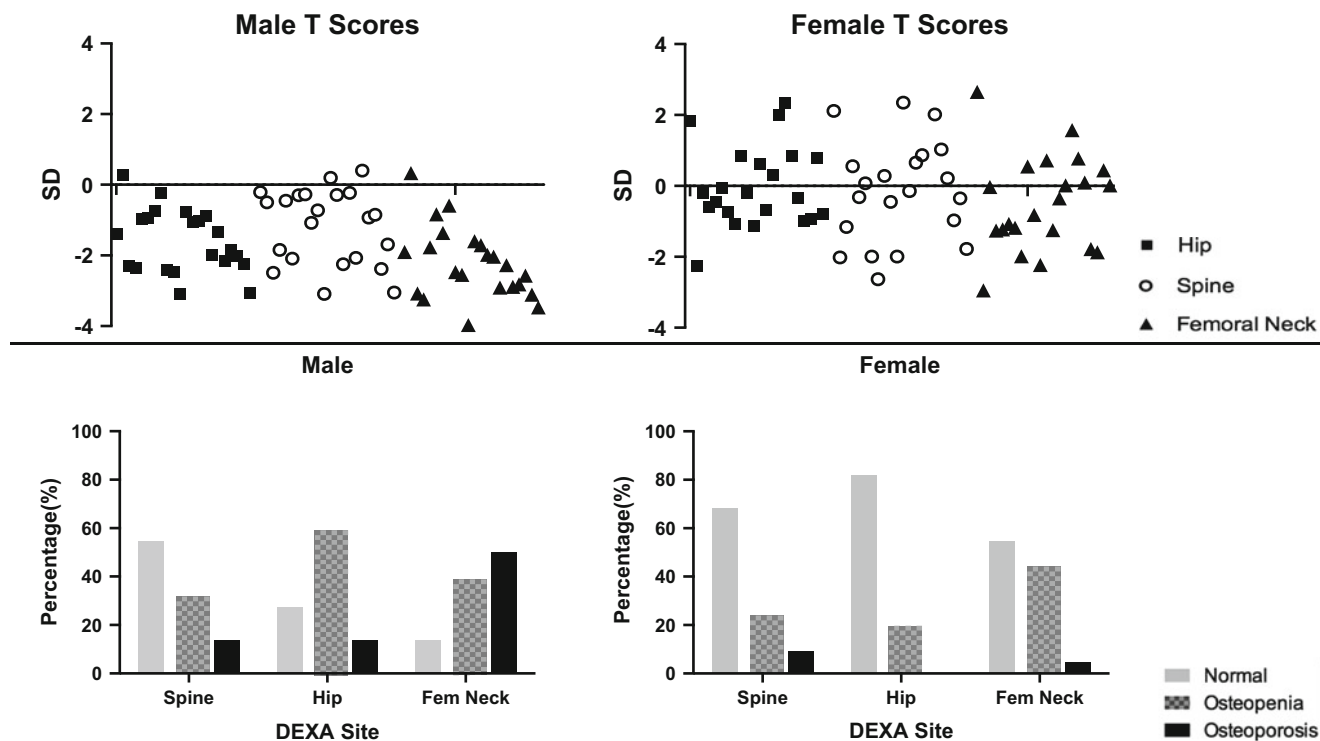 Male T Scores
4
2
0
-2
-4
SD
Female T Scores
4
2
0
-2
-4
SD
Hip
Spine
Femoral Neck
Male
100
80
60
40
20
0
Percentage(%)
Spine Hip Fem Neck
DEXA Site
Female
100
80
60
40
20
0
Percentage(%)
Spine Hip Fem Neck
DEXA Site
Normal
Osteopenia
Osteoporosis